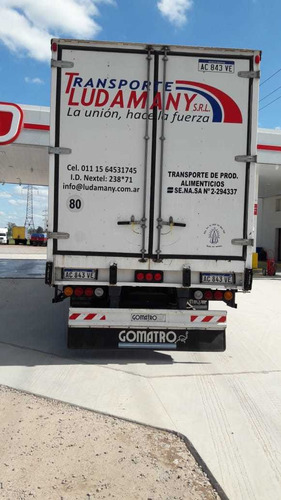 AC 843 VE
TRANSPORTE
LUDAMANY S.R.L.
La unión, hace la fuerza
Cel. 011 15 64531745
I.D. Nextel: 238*71
info@ludamany.com.ar
80
TRANSPORTE DE PROD.
ALIMENTICIOS
SE.NA.SA Nº 2-294337
AC 843 VE
AC 843 VE
GOMATRO
GOMATRO